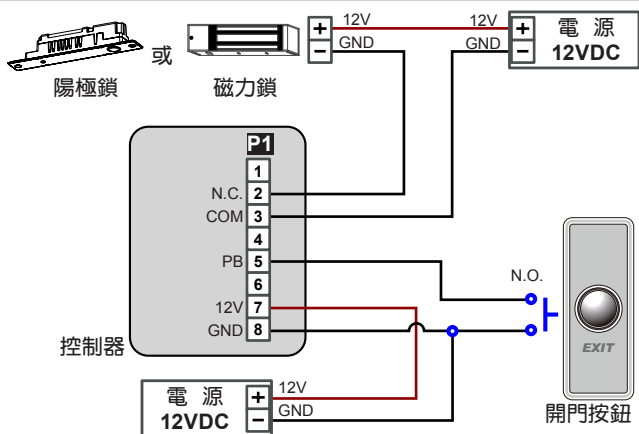 + 12V
- GND
或
陽極鎖
磁力鎖
12V +
GND -
電 源
12VDC
P1
1
N.C. 2
COM 3
4
PB 5
6
12V 7
GND 8
控制器
N.O.
EXIT
開門按鈕
電 源
12VDC
+ 12V
- GND